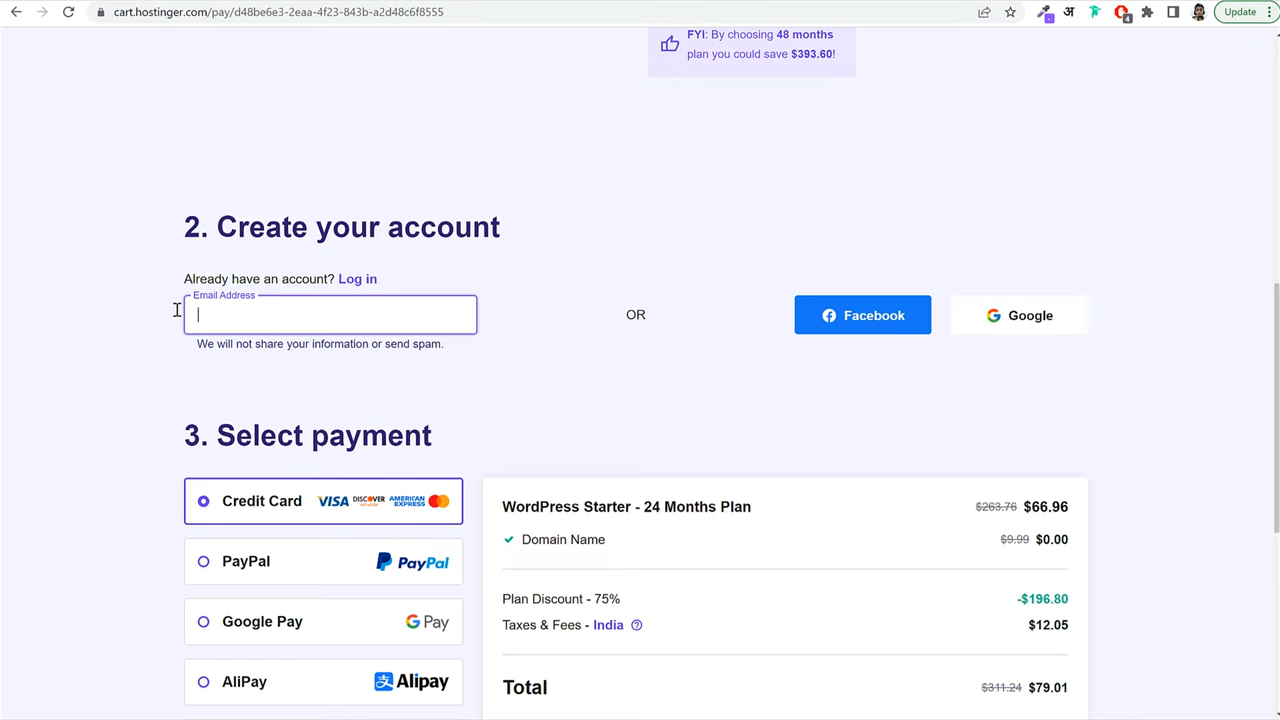 cart.hostinger.com/pay/d48be6e3-2eaa-4f23-843b-a2d48c6f8555
अ
4
Update
FYI: By choosing 48 months
plan you could save $393.60!
2. Create your account
Already have an account? Log in
Email Address
We will not share your information or send spam.
OR
Facebook
Google
3. Select payment
Credit Card VISA DISCOVER NETWORK AMERICAN EXPRESS
PayPal PayPal
Google Pay G Pay
AliPay 支 Alipay
WordPress Starter - 24 Months Plan $263.76 $66.96
Domain Name $9.99 $0.00
Plan Discount - 75% -$196.80
Taxes & Fees - India $12.05
Total $311.24 $79.01